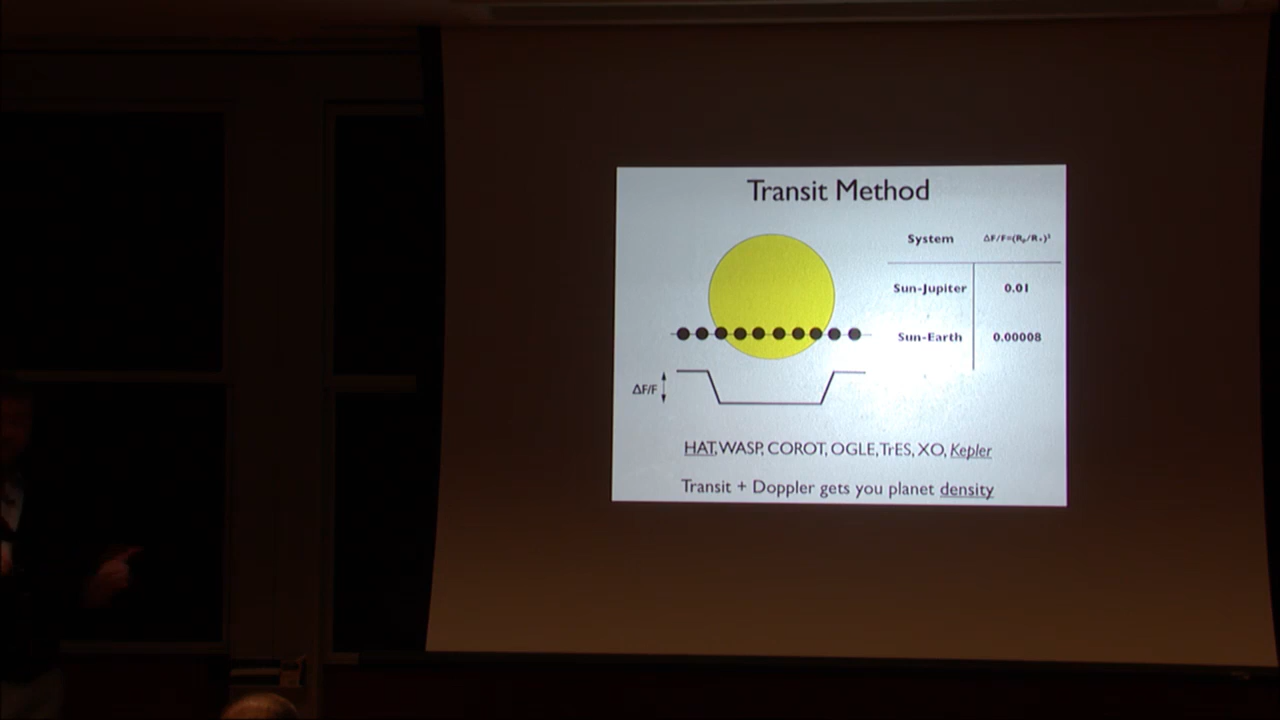 Transit Method
System ΔF/F=(Rp/R*)²
Sun-Jupiter 0.01
Sun-Earth 0.00008
ΔF/F
HAT, WASP, COROT, OGLE, TrES, XO, Kepler
Transit + Doppler gets you planet density